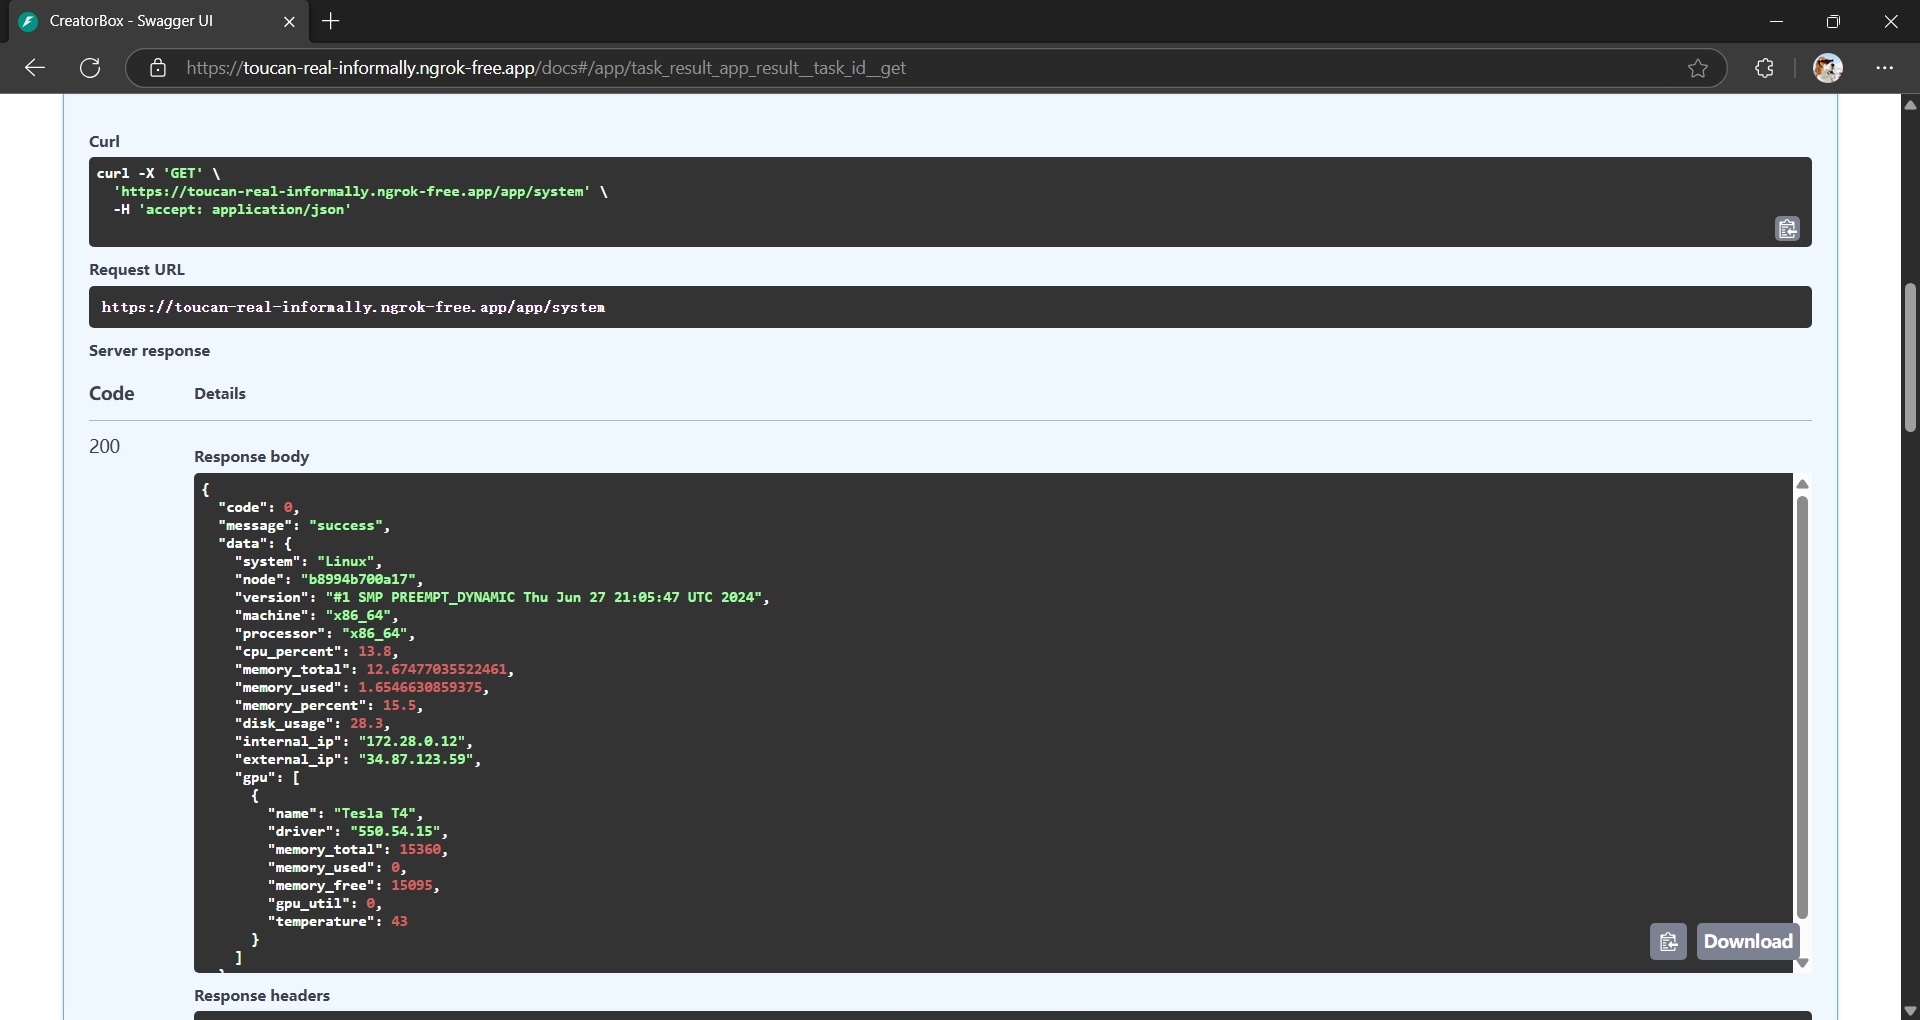 CreatorBox - Swagger UI
https://toucan-real-informally.ngrok-free.app/docs#/app/task_result_app_result__task_id__get
Curl
curl -X 'GET' \
  'https://toucan-real-informally.ngrok-free.app/app/system' \
  -H 'accept: application/json'
Request URL
https://toucan-real-informally.ngrok-free.app/app/system
Server response
Code Details
200
Response body
{
  "code": 0,
  "message": "success",
  "data": {
    "system": "Linux",
    "node": "b8994b700a17",
    "version": "#1 SMP PREEMPT_DYNAMIC Thu Jun 27 21:05:47 UTC 2024",
    "machine": "x86_64",
    "processor": "x86_64",
    "cpu_percent": 13.8,
    "memory_total": 12.67477035522461,
    "memory_used": 1.6546630859375,
    "memory_percent": 15.5,
    "disk_usage": 28.3,
    "internal_ip": "172.28.0.12",
    "external_ip": "34.87.123.59",
    "gpu": [
      {
        "name": "Tesla T4",
        "driver": "550.54.15",
        "memory_total": 15360,
        "memory_used": 0,
        "memory_free": 15095,
        "gpu_util": 0,
        "temperature": 43
      }
    ]
Download
Response headers